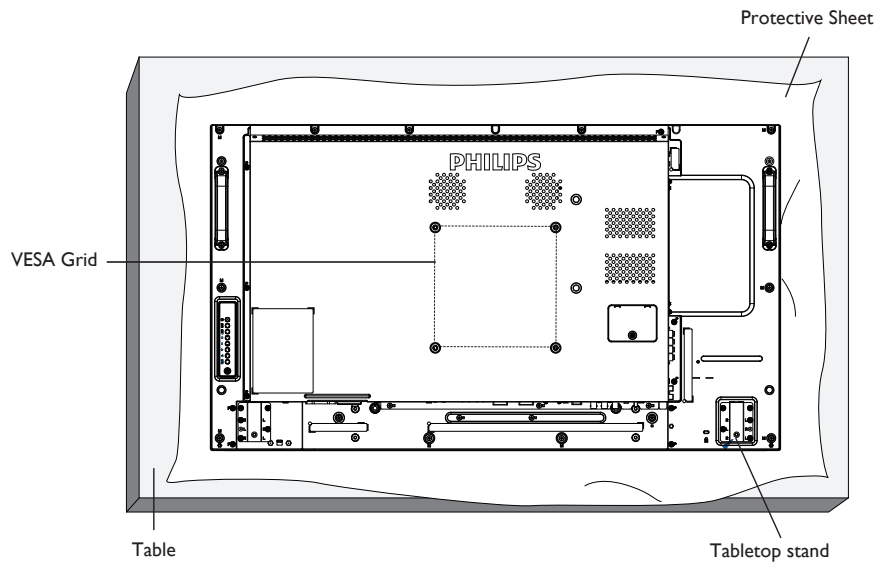 Protective Sheet
PHILIPS
VESA Grid
Table
Tabletop stand